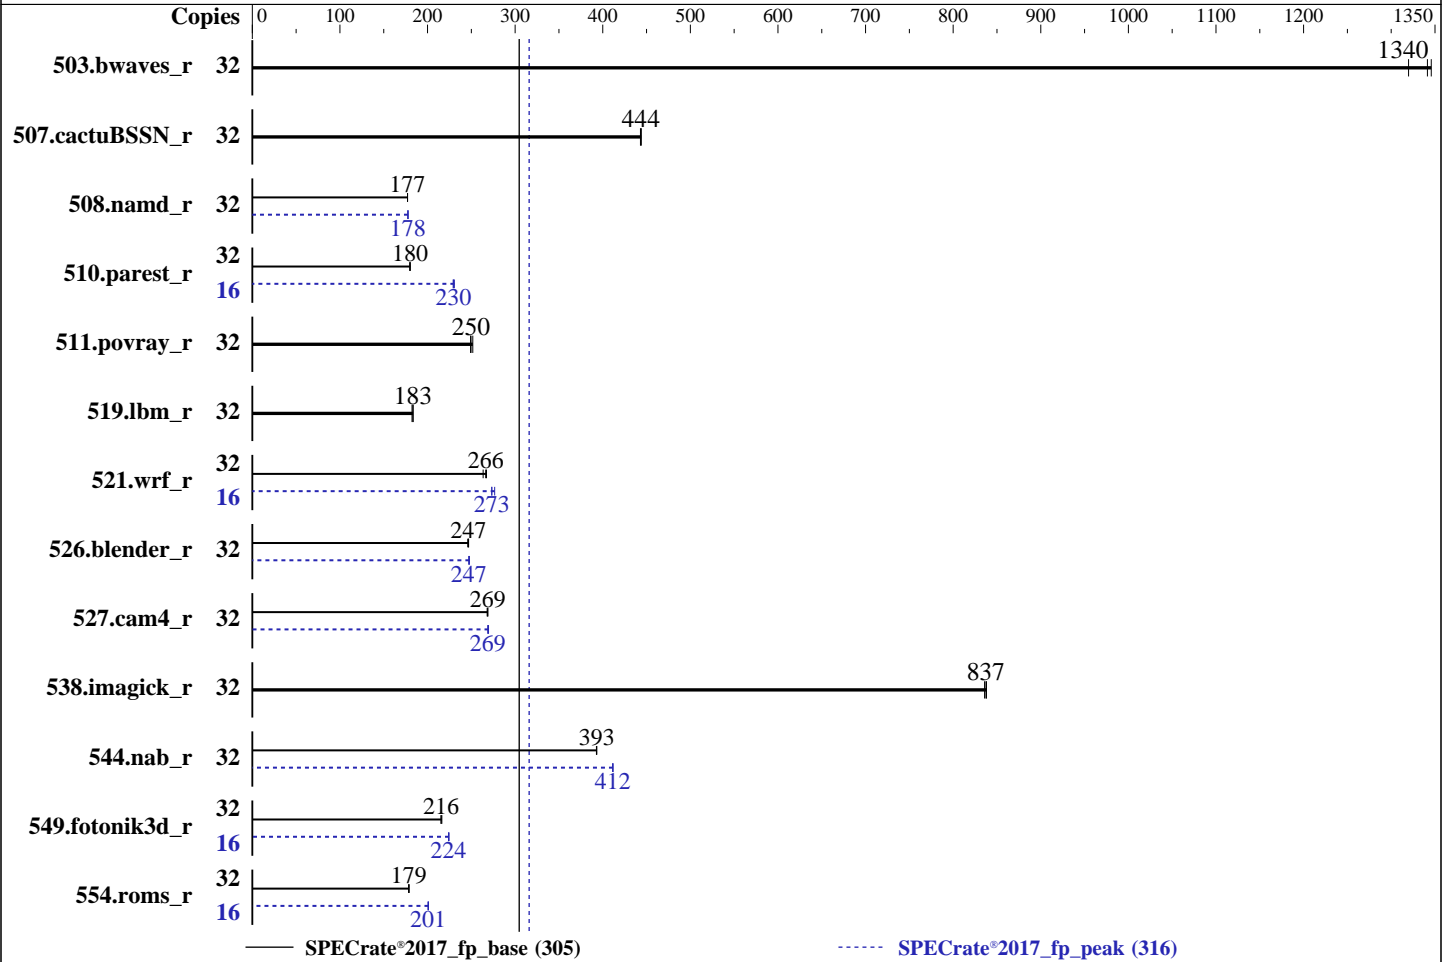 Copies 0 100 200 300 400 500 600 700 800 900 1000 1100 1200 1350
503.bwaves_r 32 1340
507.cactuBSSN_r 32 444
508.namd_r 32 177
178
510.parest_r 32 180
16 230
511.povray_r 32 250
519.lbm_r 32 183
521.wrf_r 32 266
16 273
526.blender_r 32 247
247
527.cam4_r 32 269
269
538.imagick_r 32 837
544.nab_r 32 393
412
549.fotonik3d_r 32 216
16 224
554.roms_r 32 179
16 201
SPECrate®2017_fp_base (305) SPECrate®2017_fp_peak (316)